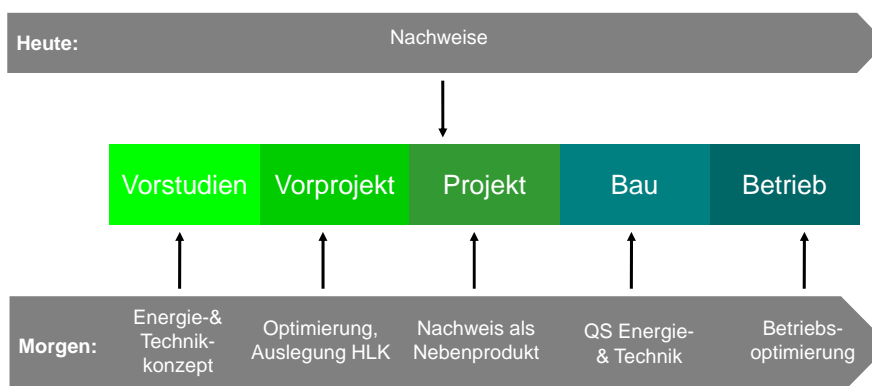 Heute:
Nachweise
Vorstudien
Vorprojekt
Projekt
Bau
Betrieb
Morgen:
Energie-&
Technik-
konzept
Optimierung,
Auslegung HLK
Nachweis als
Nebenprodukt
QS Energie-
& Technik
Betriebs-
optimierung